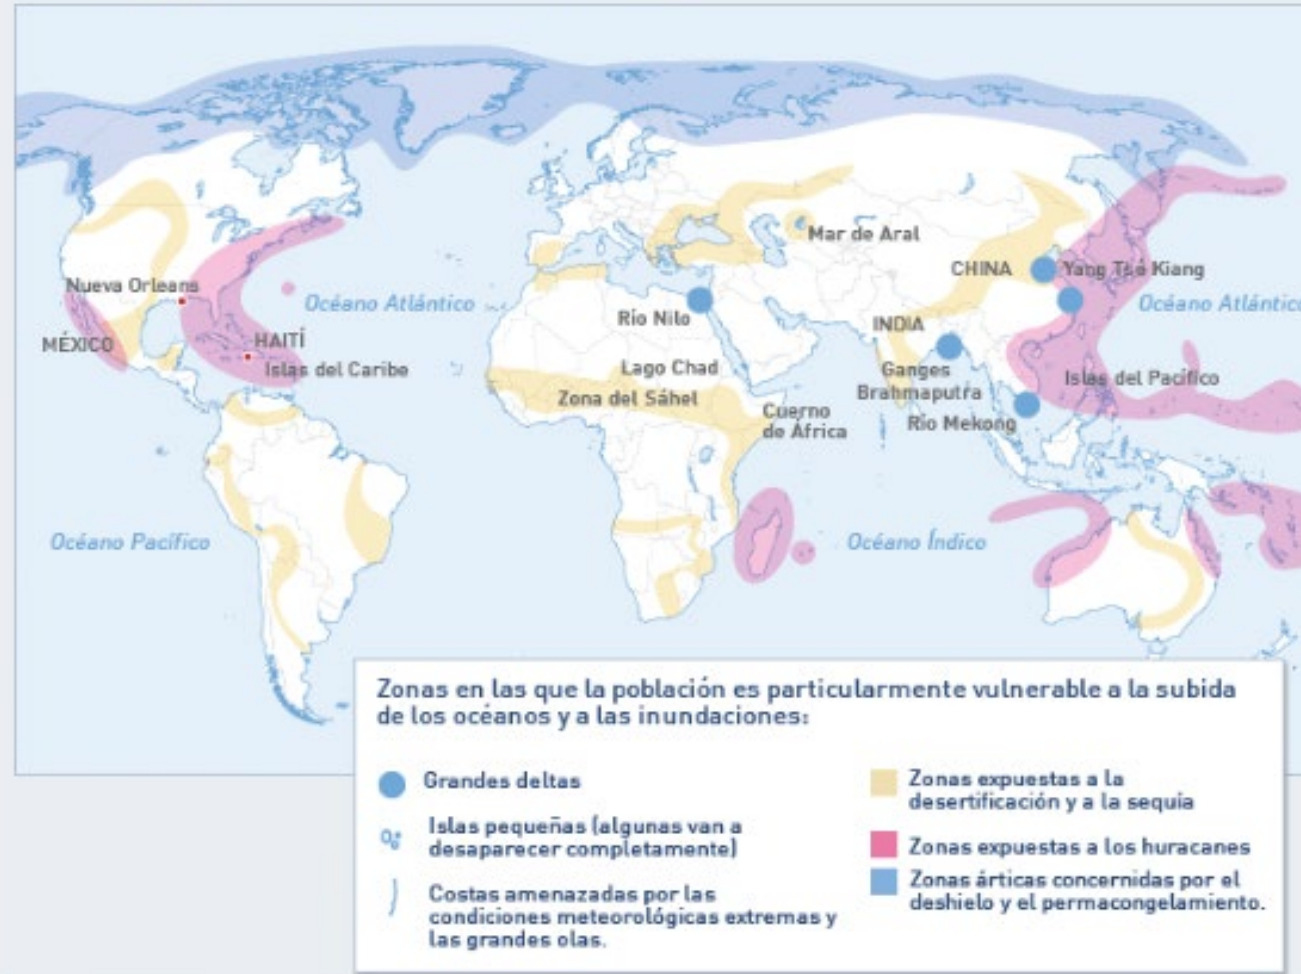 Mar de Aral
CHINA
Yang Tsé Kiang
Nueva Orleans
Océano Atlántico
Océano Atlántico
Río Nilo
INDIA
MÉXICO
HAITÍ
Islas del Caribe
Lago Chad
Ganges
Brahmaputra
Islas del Pacífico
Zona del Sáhel
Cuerno
de África
Río Mekong
Océano Pacífico
Océano Índico
Zonas en las que la población es particularmente vulnerable a la subida
de los océanos y a las inundaciones:
Grandes deltas
Islas pequeñas (algunas van a
desaparecer completamente)
Costas amenazadas por las
condiciones meteorológicas extremas y
las grandes olas.
Zonas expuestas a la
desertificación y a la sequía
Zonas expuestas a los huracanes
Zonas árticas concernidas por el
deshielo y el permacongelamiento.